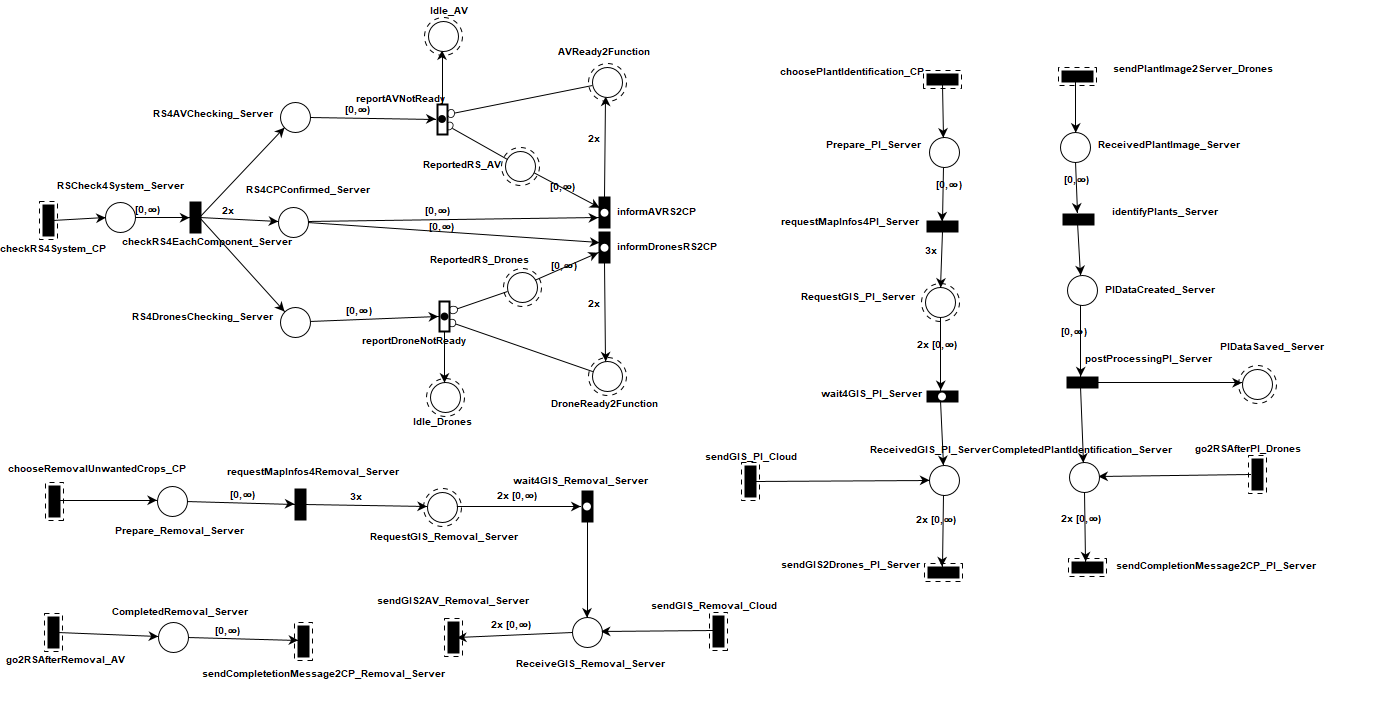 Idle_AV
AVReady2Function
reportAVNotReady
[0,∞)
RS4AVChecking_Server
2x
ReportedRS_AV
[0,∞)
RSCheck4System_Server
RS4CPConfirmed_Server
[0,∞)
2x
[0,∞)
informAVRS2CP
[0,∞)
checkRS4System_CP
checkRS4EachComponent_Server
informDronesRS2CP
ReportedRS_Drones
[0,∞)
2x
RS4DronesChecking_Server
[0,∞)
reportDroneNotReady
DroneReady2Function
Idle_Drones
choosePlantIdentification_CP
Prepare_PI_Server
[0,∞)
requestMapInfos4PI_Server
3x
RequestGIS_PI_Server
2x [0,∞)
wait4GIS_PI_Server
ReceivedGIS_PI_Server
sendGIS_PI_Cloud
2x [0,∞)
sendGIS2Drones_PI_Server
sendPlantImage2Server_Drones
ReceivedPlantImage_Server
[0,∞)
identifyPlants_Server
PIDataCreated_Server
[0,∞)
PIDataSaved_Server
postProcessingPI_Server
CompletedPlantIdentification_Server
go2RSAfterPI_Drones
2x [0,∞)
sendCompletionMessage2CP_PI_Server
chooseRemovalUnwantedCrops_CP
requestMapInfos4Removal_Server
wait4GIS_Removal_Server
[0,∞)
3x
2x [0,∞)
Prepare_Removal_Server
RequestGIS_Removal_Server
sendGIS2AV_Removal_Server
sendGIS_Removal_Cloud
CompletedRemoval_Server
[0,∞)
2x [0,∞)
go2RSAfterRemoval_AV
ReceiveGIS_Removal_Server
sendCompletetionMessage2CP_Removal_Server